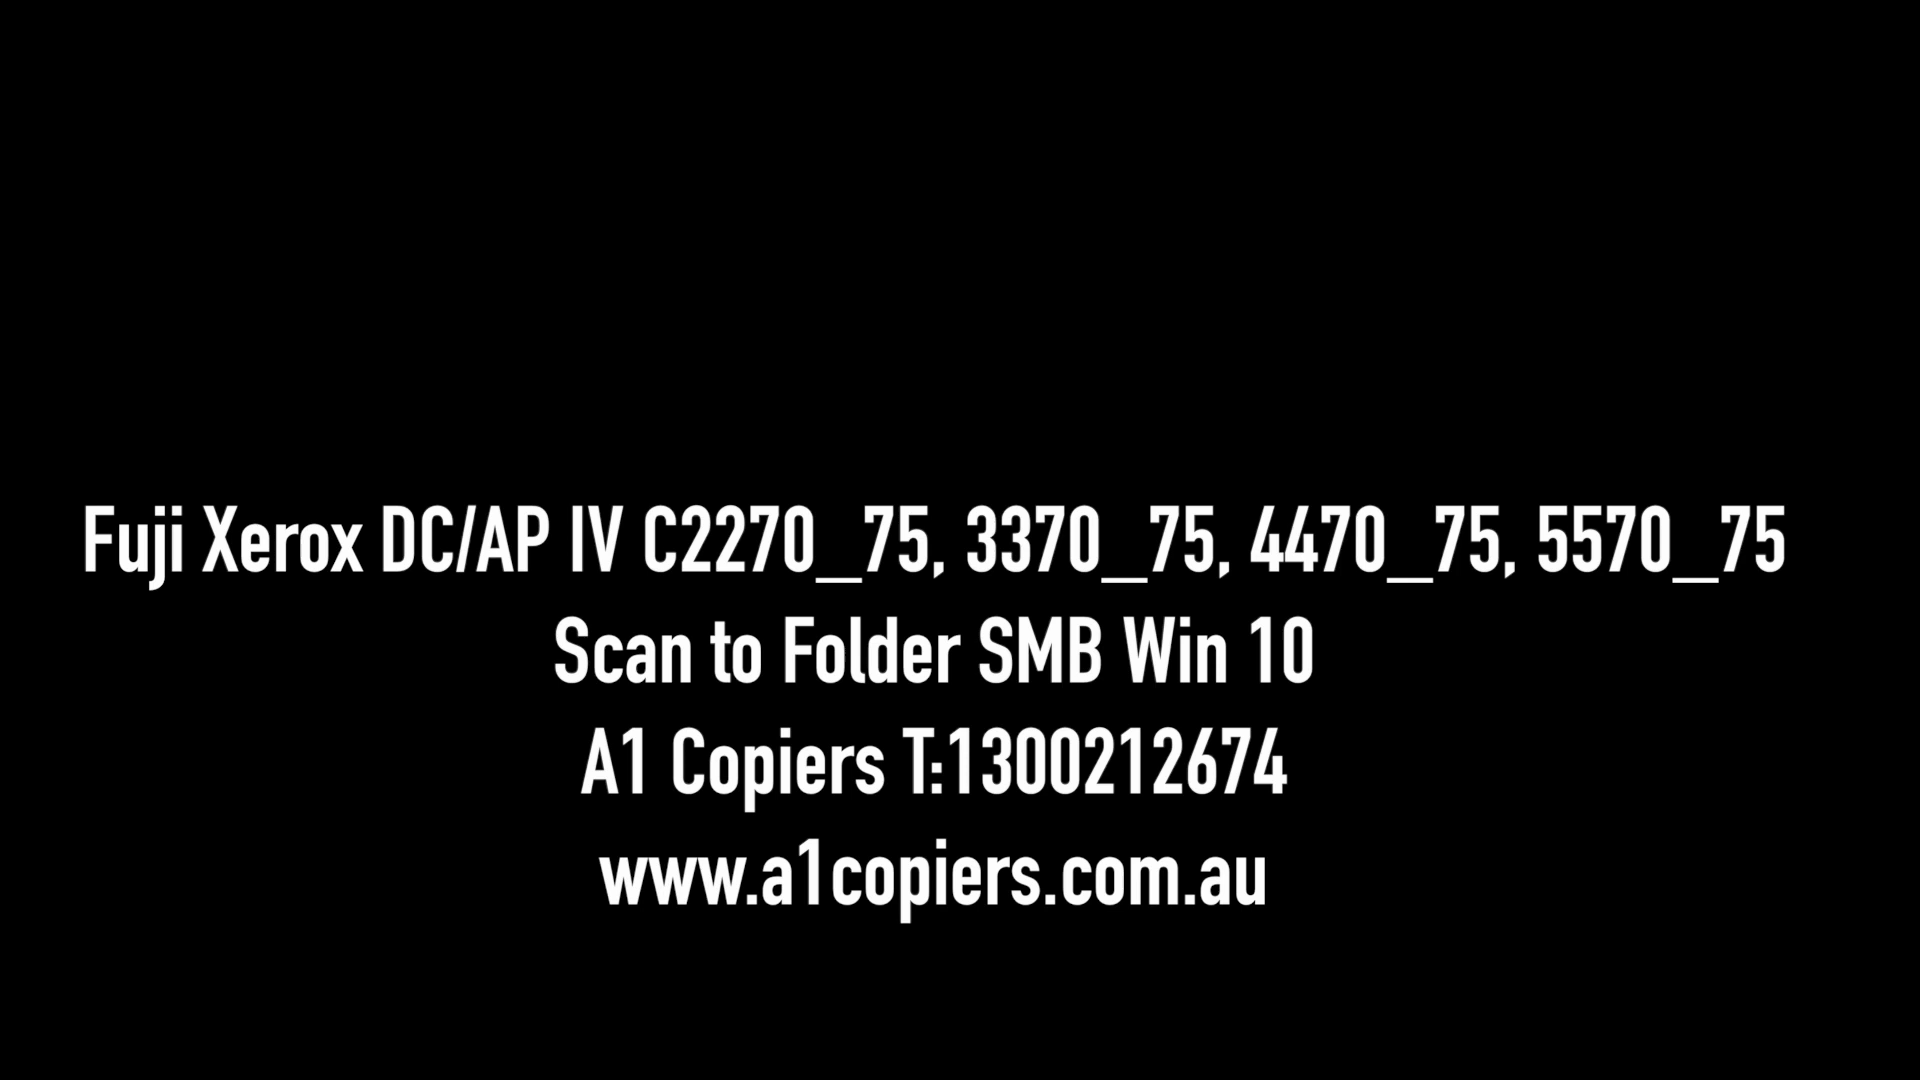 Fuji Xerox DC/AP IV C2270_75, 3370_75, 4470_75, 5570_75
Scan to Folder SMB Win 10
A1 Copiers T:1300212674
www.a1copiers.com.au